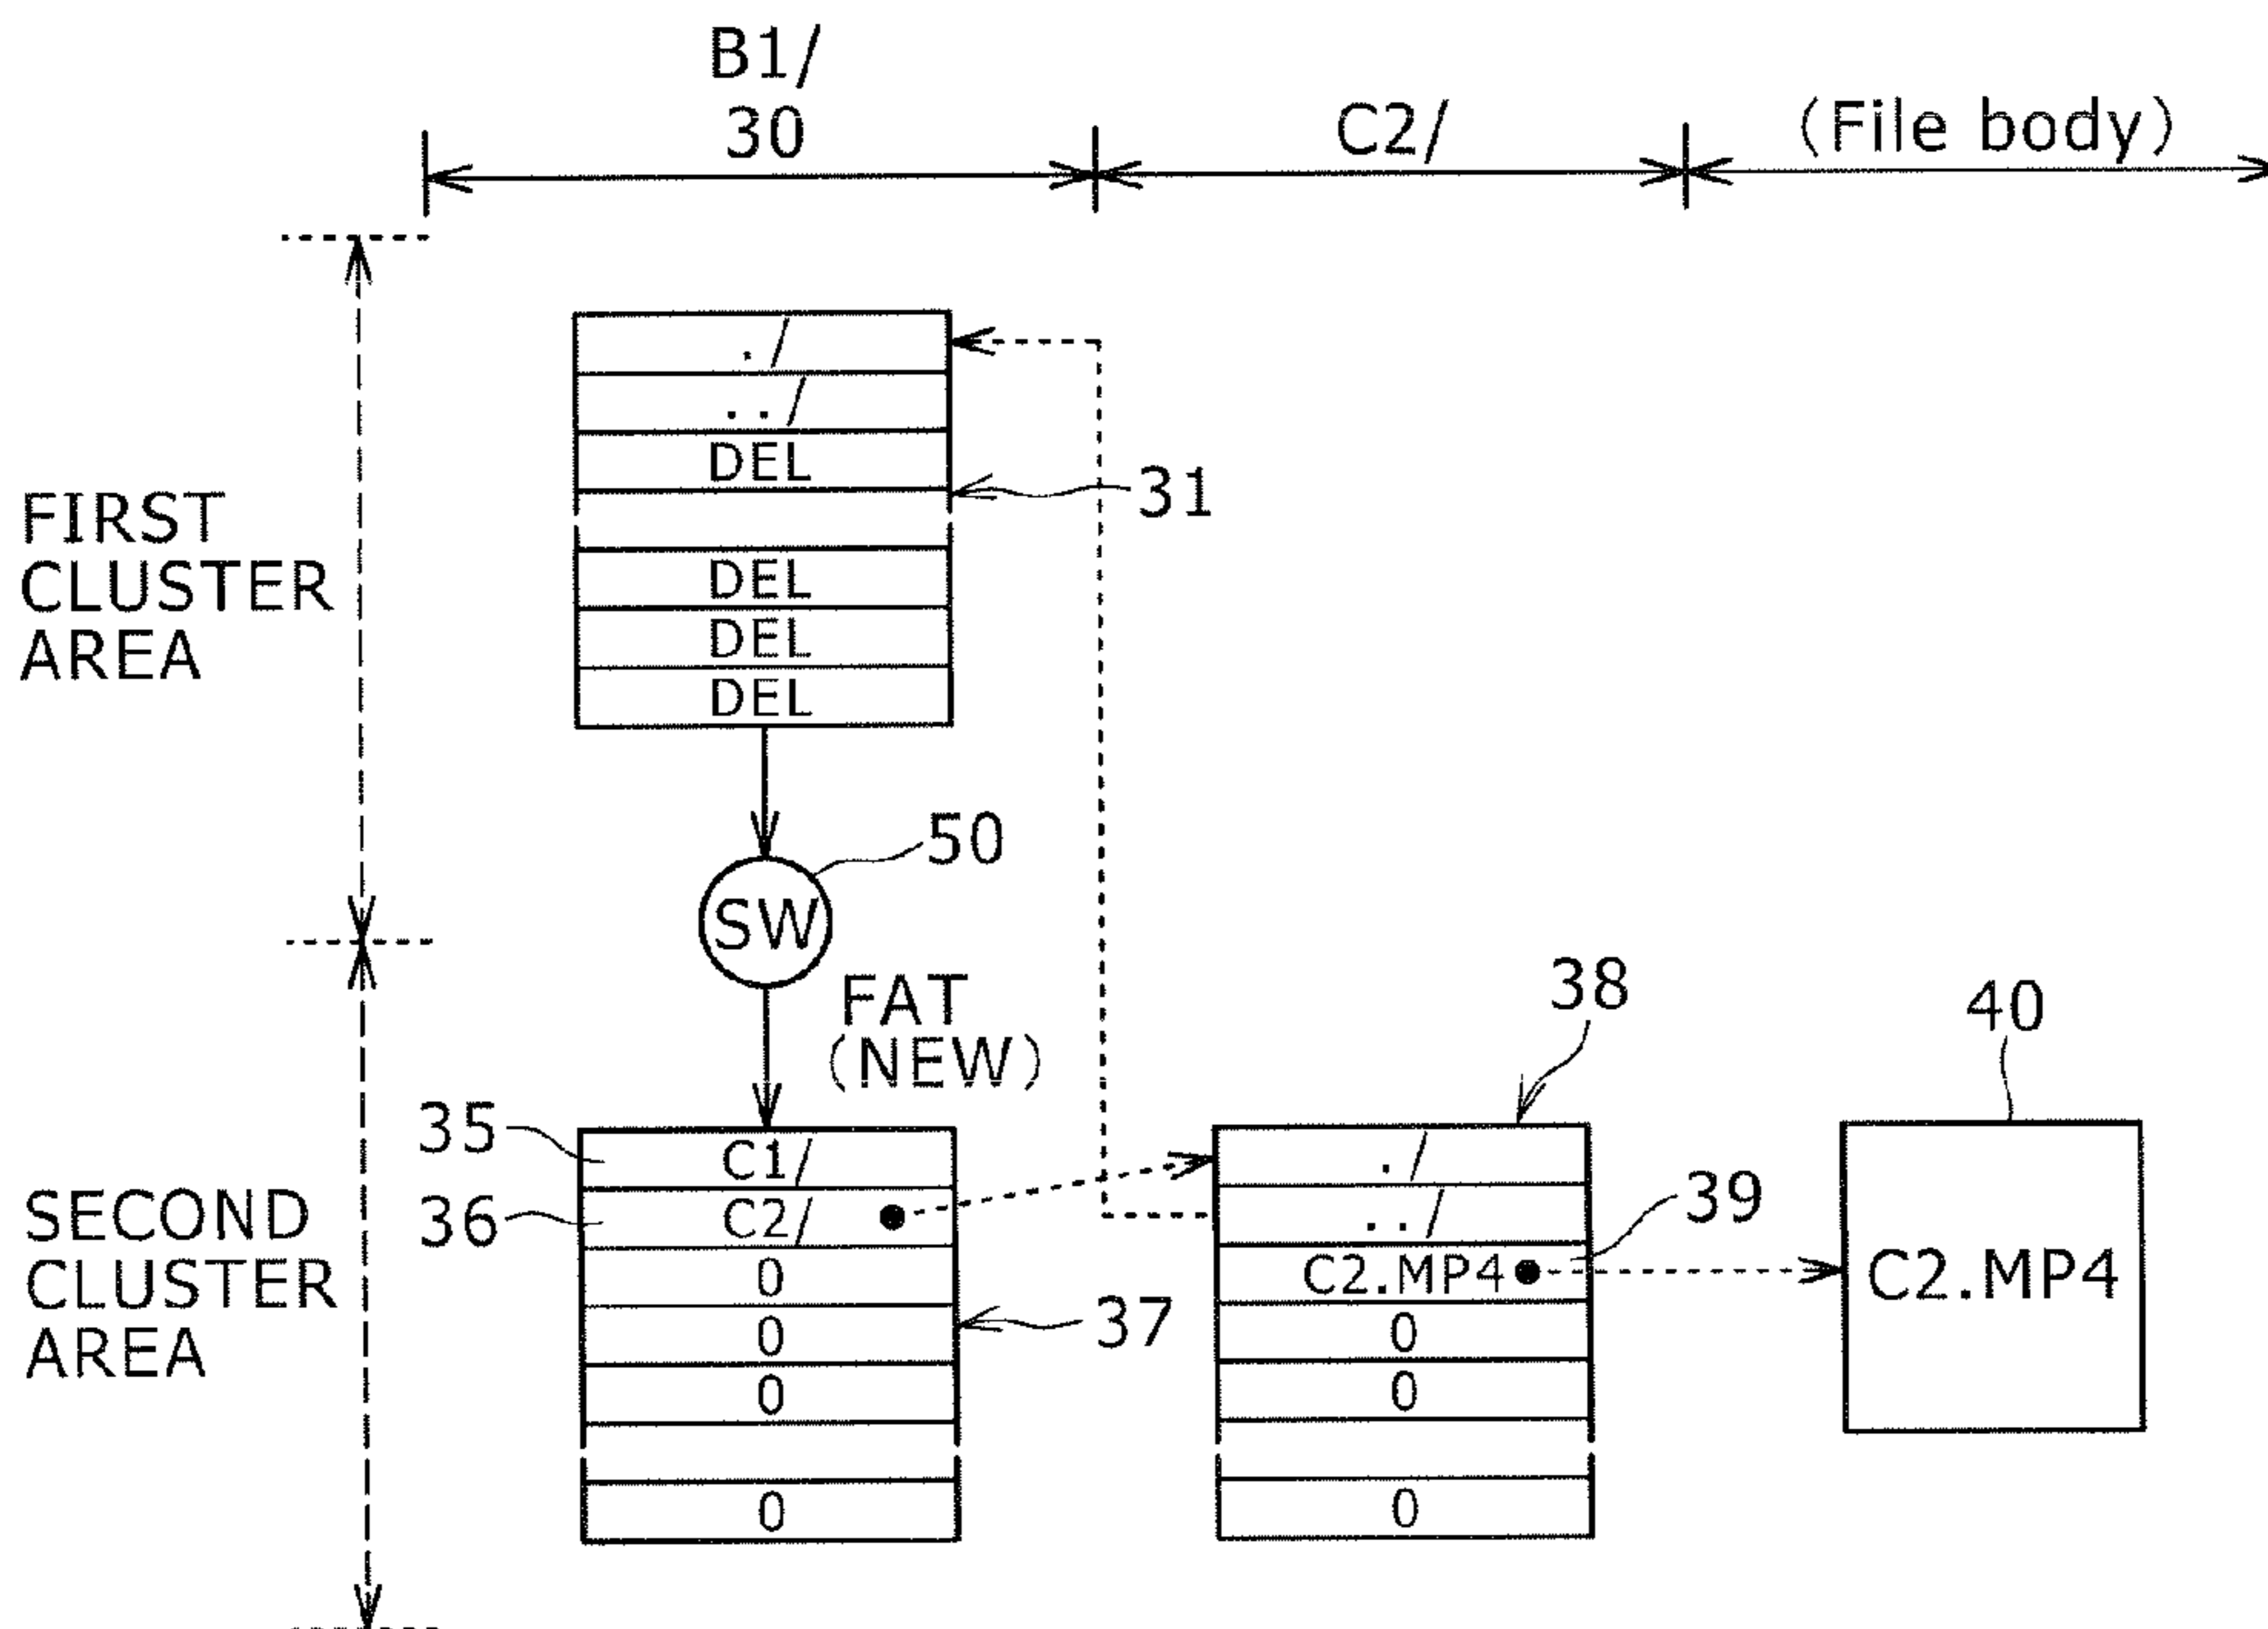 B1/
30
C2/
(File body)
./
../
DEL
31
FIRST
CLUSTER
AREA
DEL
DEL
DEL
50
SW
FAT
(NEW)
38
40
35
C1/
./
36
C2/
../
39
SECOND
CLUSTER
AREA
0
C2.MP4
C2.MP4
0
37
0
0
0
0
0